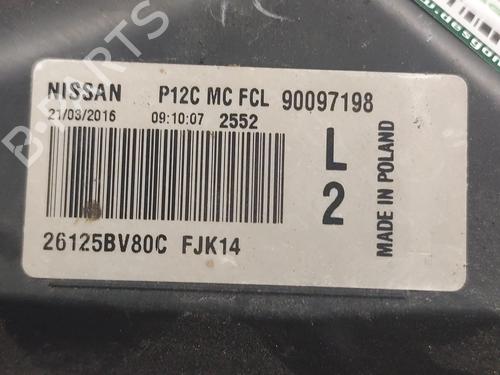 NISSAN P12C MC FCL 90097198
21/03/2016 09:10:07 2552
L
2
MADE IN POLAND
26125BV80C FJK14
B-PARTS